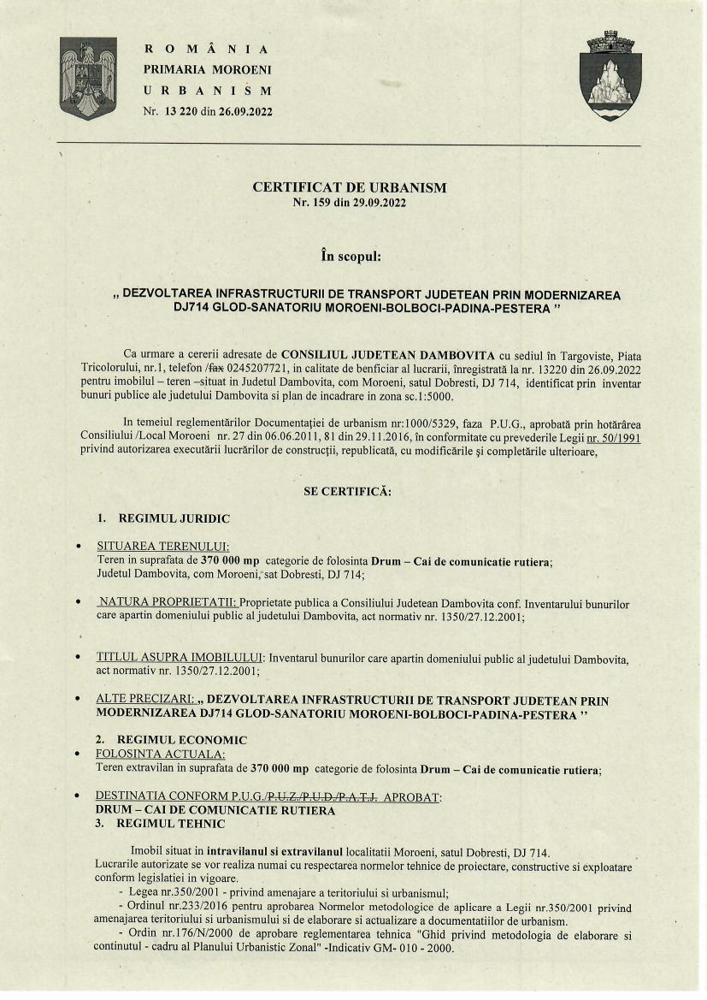 R O M Â N I A
PRIMARIA MOROENI
U R B A N I S M
Nr. 13 220 din 26.09.2022
CERTIFICAT DE URBANISM
Nr. 159 din 29.09.2022
În scopul:
„ DEZVOLTAREA INFRASTRUCTURII DE TRANSPORT JUDETEAN PRIN MODERNIZAREA
DJ714 GLOD-SANATORIU MOROENI-BOLBOCI-PADINA-PESTERA ”
Ca urmare a cererii adresate de CONSILIUL JUDETEAN DAMBOVITA cu sediul în Targoviste, Piata
Tricolorului, nr.1, telefon /fax 0245207721, in calitate de benficiar al lucrarii, înregistrată la nr. 13220 din 26.09.2022
pentru imobilul – teren –situat in Judetul Dambovita, com Moroeni, satul Dobresti, DJ 714, identificat prin inventar
bunuri publice ale judetului Dambovita si plan de incadrare in zona sc.1:5000.
In temeiul reglementărilor Documentaţiei de urbanism nr:1000/5329, faza P.U.G., aprobată prin hotărârea
Consiliului /Local Moroeni nr. 27 din 06.06.2011, 81 din 29.11.2016, în conformitate cu prevederile Legii nr. 50/1991
privind autorizarea executării lucrărilor de construcţii, republicată, cu modificările şi completările ulterioare,
SE CERTIFICĂ:
1. REGIMUL JURIDIC
• SITUAREA TERENULUI:
Teren in suprafata de 370 000 mp categorie de folosinta Drum – Cai de comunicatie rutiera;
Judetul Dambovita, com Moroeni, sat Dobresti, DJ 714;
• NATURA PROPRIETATII: Proprietate publica a Consiliului Judetean Dambovita conf. Inventarului bunurilor
care apartin domeniului public al judetului Dambovita, act normativ nr. 1350/27.12.2001;
• TITLUL ASUPRA IMOBILULUI: Inventarul bunurilor care apartin domeniului public al judetului Dambovita,
act normativ nr. 1350/27.12.2001;
• ALTE PRECIZARI: „ DEZVOLTAREA INFRASTRUCTURII DE TRANSPORT JUDETEAN PRIN
MODERNIZAREA DJ714 GLOD-SANATORIU MOROENI-BOLBOCI-PADINA-PESTERA ”
2. REGIMUL ECONOMIC
• FOLOSINTA ACTUALA:
Teren extravilan in suprafata de 370 000 mp categorie de folosinta Drum – Cai de comunicatie rutiera;
• DESTINATIA CONFORM P.U.G./P.U.Z./P.U.D./P.A.T.J. APROBAT:
DRUM – CAI DE COMUNICATIE RUTIERA
3. REGIMUL TEHNIC
Imobil situat in intravilanul si extravilanul localitatii Moroeni, satul Dobresti, DJ 714.
Lucrarile autorizate se vor realiza numai cu respectarea normelor tehnice de proiectare, constructive si exploatare
conform legislatiei in vigoare.
- Legea nr.350/2001 - privind amenajare a teritoriului si urbanismul;
- Ordinul nr.233/2016 pentru aprobarea Normelor metodologice de aplicare a Legii nr.350/2001 privind
amenajarea teritoriului si urbanismului si de elaborare si actualizare a documentatiilor de urbanism.
- Ordin nr.176/N/2000 de aprobare reglementarea tehnica "Ghid privind metodologia de elaborare si
continutul - cadru al Planului Urbanistic Zonal" -Indicativ GM- 010 - 2000.